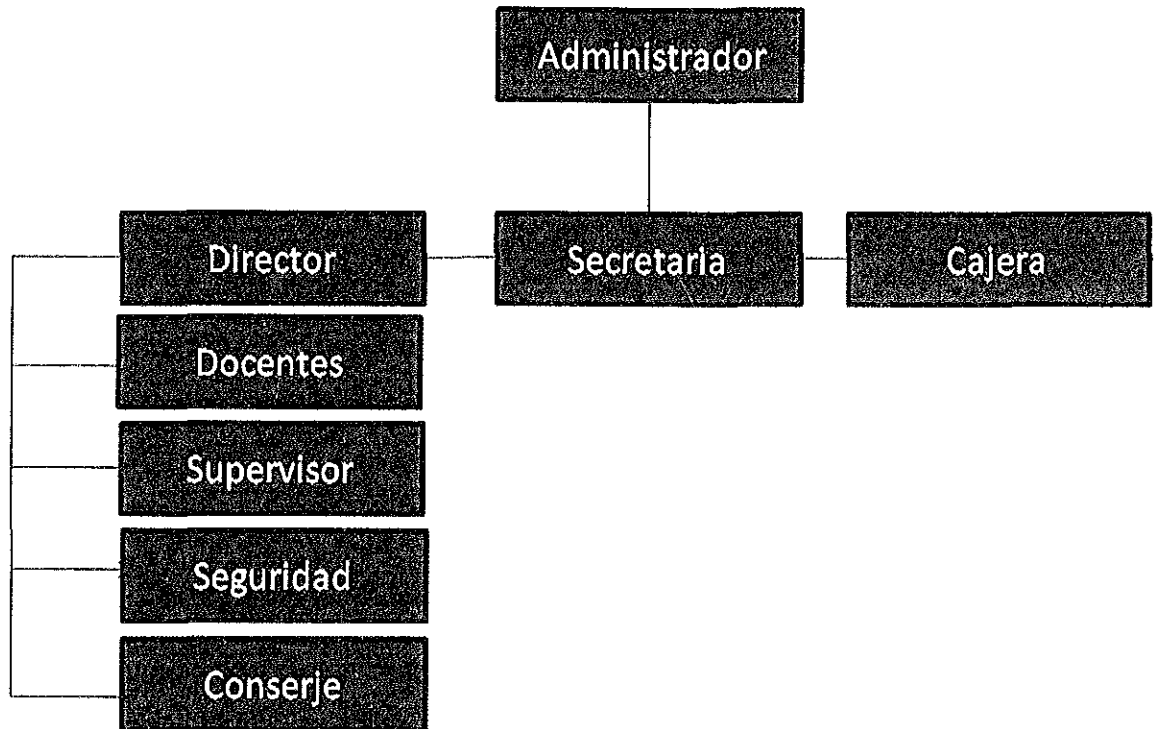 Administrador
Director
Secretaria
Cajera
Docentes
Supervisor
Seguridad
Conserje